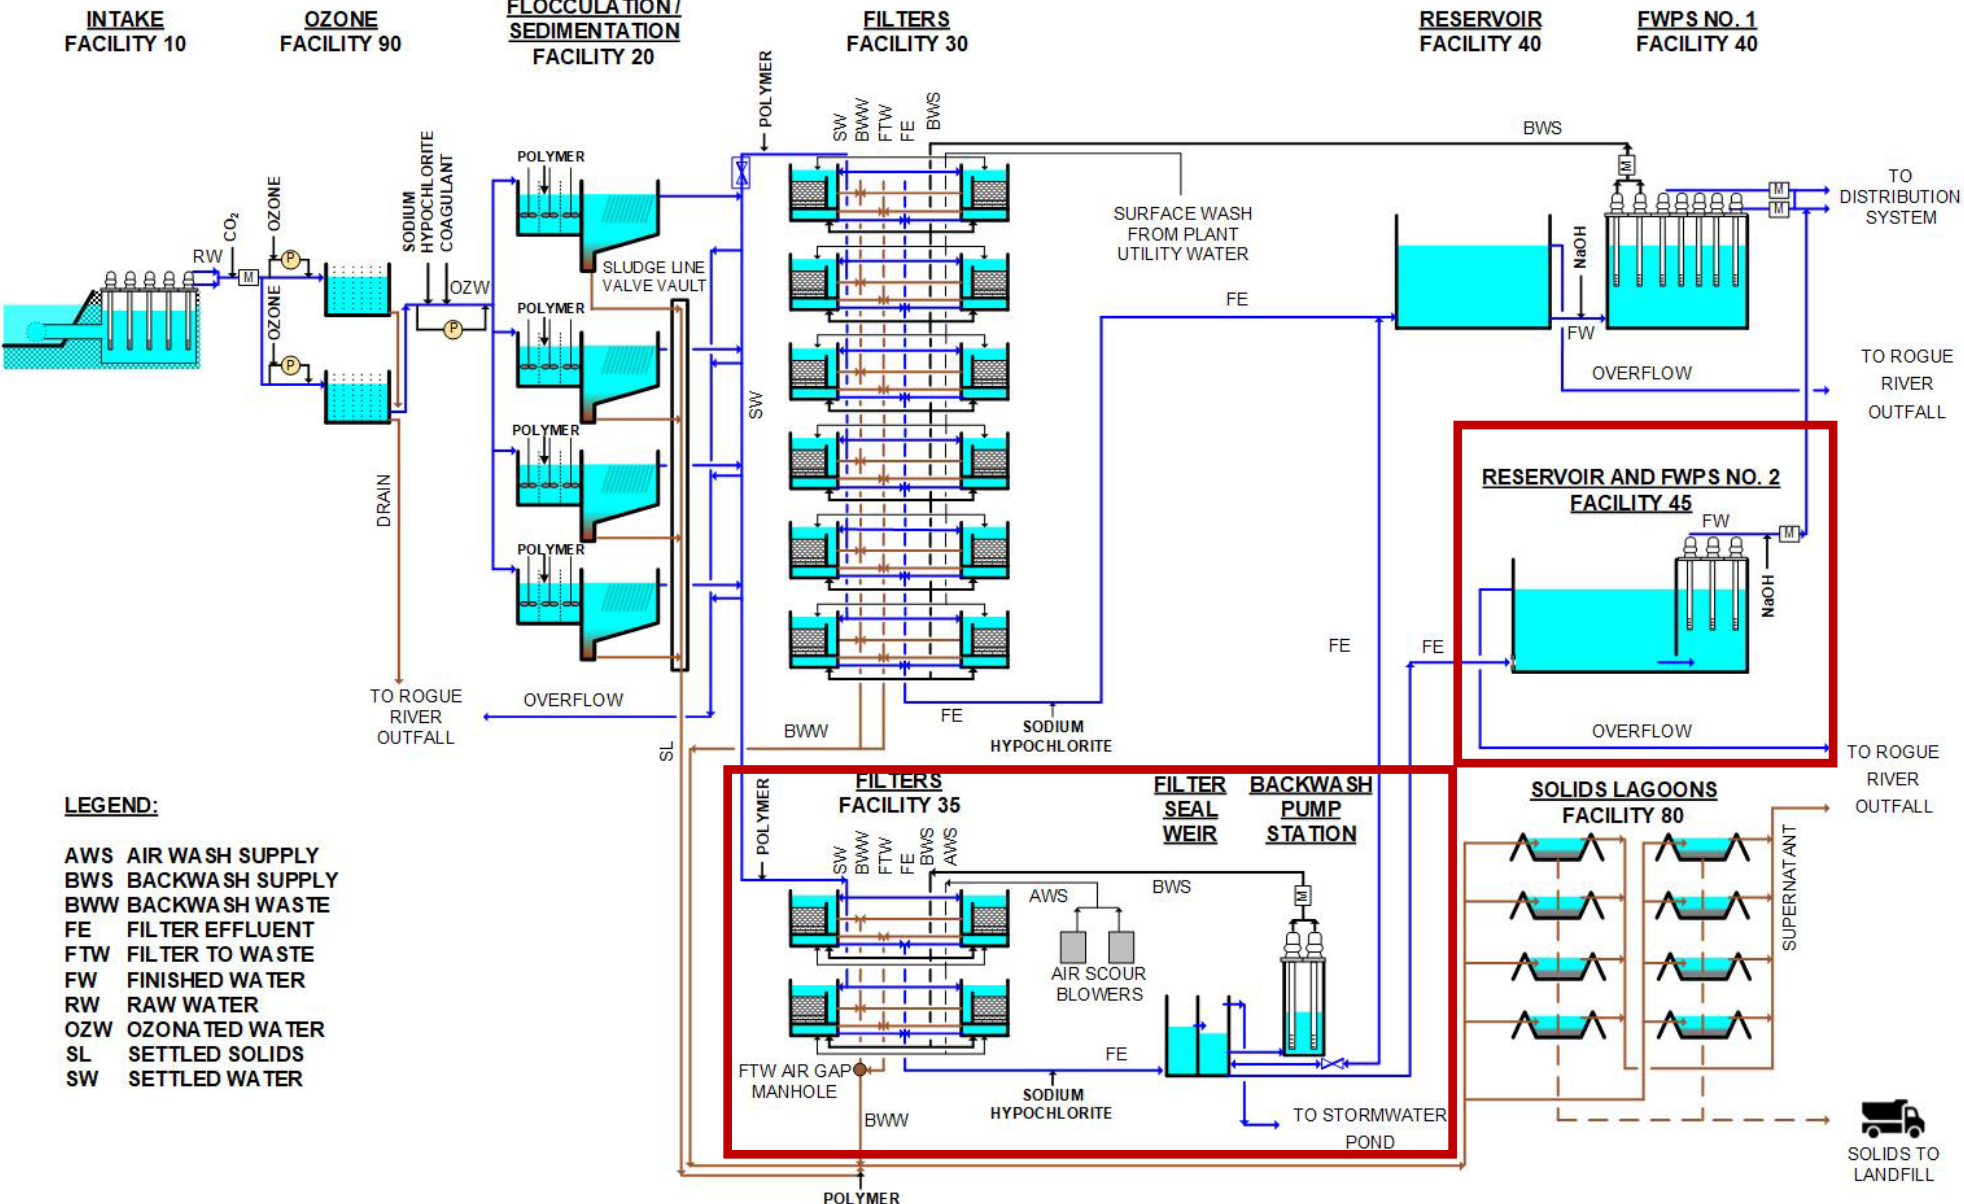 INTAKE
FACILITY 10
OZONE
FACILITY 90
FLOCCULATION /
SEDIMENTATION
FACILITY 20
FILTERS
FACILITY 30
RESERVOIR
FACILITY 40
FWPS NO. 1
FACILITY 40
RW
CO₂
M
OZONE
P
OZONE
P
SODIUM
HYPOCHLORITE
COAGULANT
OZW
P
DRAIN
TO ROGUE
RIVER
OUTFALL
POLYMER
POLYMER
POLYMER
POLYMER
SLUDGE LINE
VALVE VAULT
OVERFLOW
SL
SW
POLYMER
SW
BWW
FTW
FE
BWS
SURFACE WASH
FROM PLANT
UTILITY WATER
BWW
FE
SODIUM
HYPOCHLORITE
FE
BWS
M
M
M
TO
DISTRIBUTION
SYSTEM
NaOH
FW
OVERFLOW
TO ROGUE
RIVER
OUTFALL
RESERVOIR AND FWPS NO. 2
FACILITY 45
FW
M
NaOH
FE
FE
OVERFLOW
TO ROGUE
RIVER
OUTFALL
LEGEND:
AWS AIR WASH SUPPLY
BWS BACKWASH SUPPLY
BWW BACKWASH WASTE
FE FILTER EFFLUENT
FTW FILTER TO WASTE
FW FINISHED WATER
RW RAW WATER
OZW OZONATED WATER
SL SETTLED SOLIDS
SW SETTLED WATER
POLYMER
FILTERS
FACILITY 35
SW
BWW
FTW
FE
BWS
AWS
AWS
AIR SCOUR
BLOWERS
BWS
M
FILTER
SEAL
WEIR
BACKWASH
PUMP
STATION
FTW AIR GAP
MANHOLE
BWW
FE
SODIUM
HYPOCHLORITE
TO STORMWATER
POND
POLYMER
SOLIDS LAGOONS
FACILITY 80
SUPERNATANT
SOLIDS TO
LANDFILL